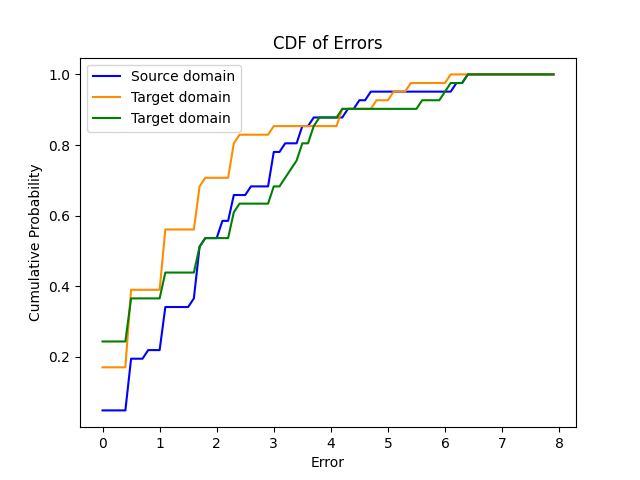 CDF of Errors
Source domain
Target domain
Target domain
1.0
0.8
0.6
0.4
0.2
Cumulative Probability
0 1 2 3 4 5 6 7 8
Error